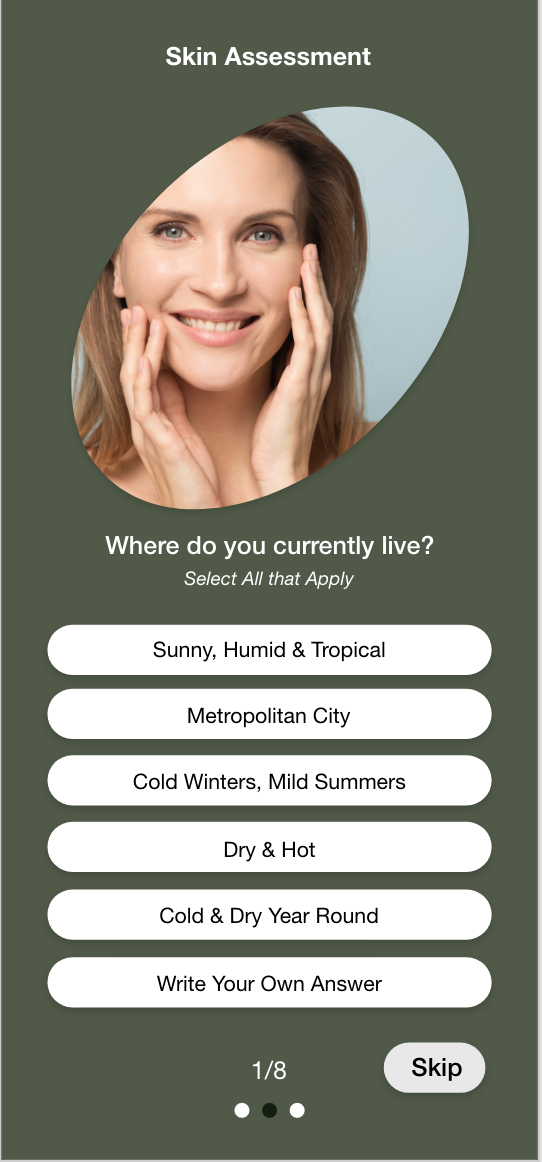 Skin Assessment
Where do you currently live?
Select All that Apply
Sunny, Humid & Tropical
Metropolitan City
Cold Winters, Mild Summers
Dry & Hot
Cold & Dry Year Round
Write Your Own Answer
1/8
Skip